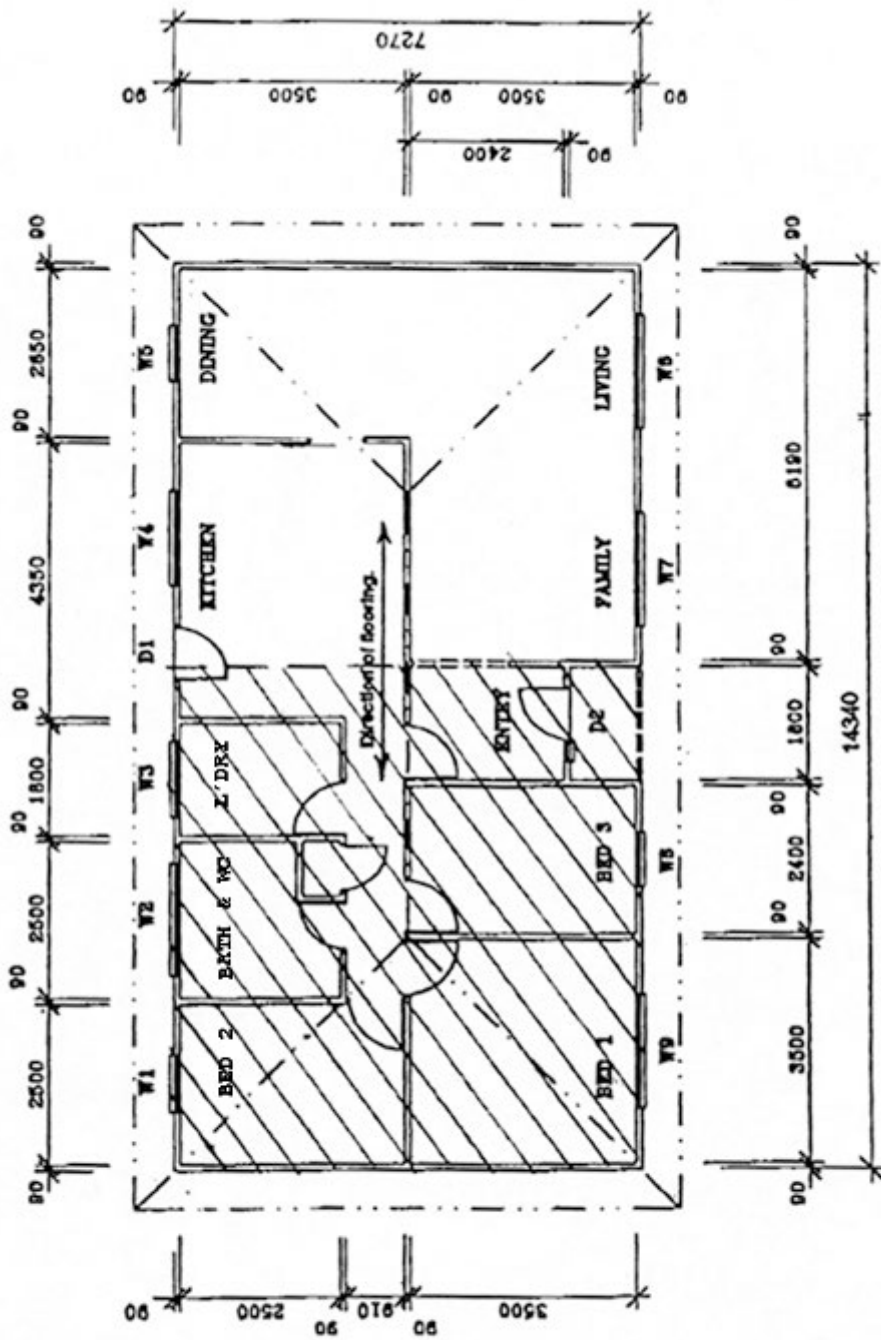 90 2500 90 2500 90 1800 90 4350 90 2650 90
W1 W2 W3 D1 W4 W5
BED 2 BATH & WC L'DRY KITCHEN DINING
90
2500
90
910
90
3500
Direction of flooring.
ENTRY
BED 1 BED 3 D2 FAMILY LIVING
W9 W8 W7 W6
90
3500
90
3500
90
2400
90
7270
90 3500 90 2400 90 1800 90 6190 90
14340